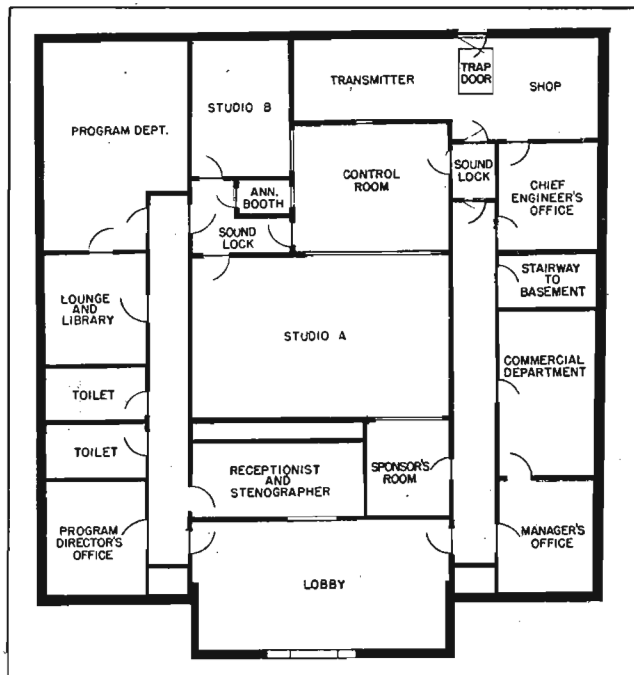 TRANSMITTER
TRAP
DOOR
SHOP
STUDIO B
PROGRAM DEPT.
CONTROL
ROOM
SOUND
LOCK
ANN.
BOOTH
CHIEF
ENGINEER'S
OFFICE
SOUND
LOCK
STAIRWAY
TO
BASEMENT
LOUNGE
AND
LIBRARY
STUDIO A
COMMERCIAL
DEPARTMENT
TOILET
TOILET
RECEPTIONIST
AND
STENOGRAPHER
SPONSOR'S
ROOM
PROGRAM
DIRECTOR'S
OFFICE
MANAGER'S
OFFICE
LOBBY